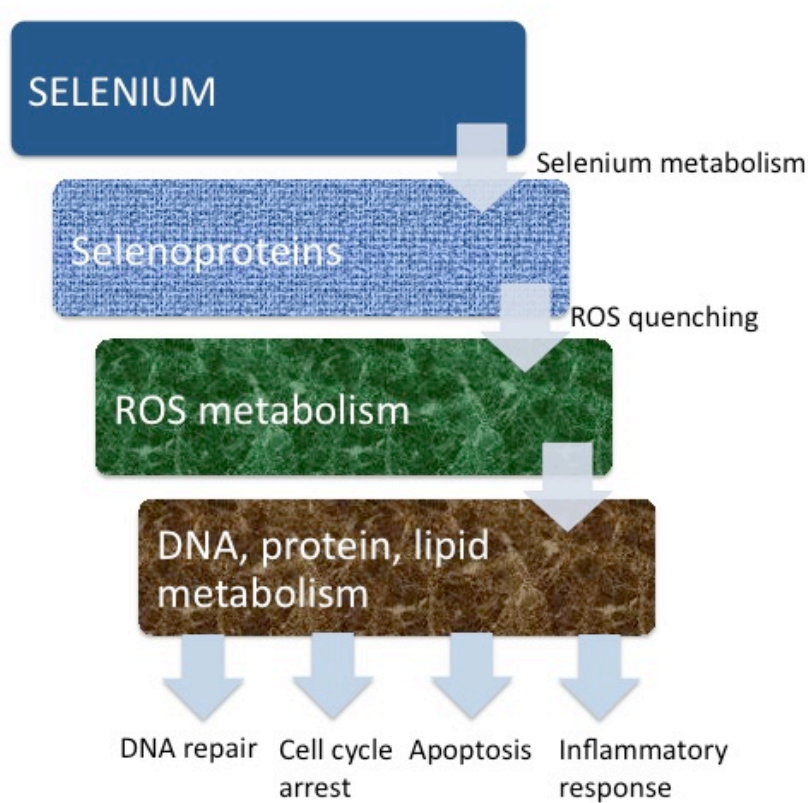 SELENIUM
Selenium metabolism
Selenoproteins
ROS quenching
ROS metabolism
DNA, protein, lipid
metabolism
DNA repair
Cell cycle
arrest
Apoptosis
Inflammatory
response